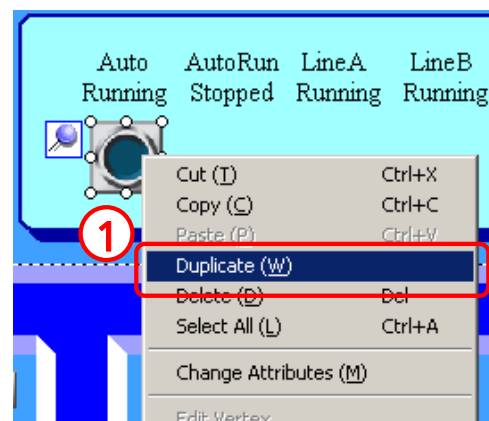 Auto AutoRun LineA LineB
Running Stopped Running Running
Cut (T) Ctrl+X
Copy (C) Ctrl+C
1
Paste (P) Ctrl+V
Duplicate (W)
Delete (D) Del
Select All (L) Ctrl+A
Change Attributes (M)
Edit Vertex